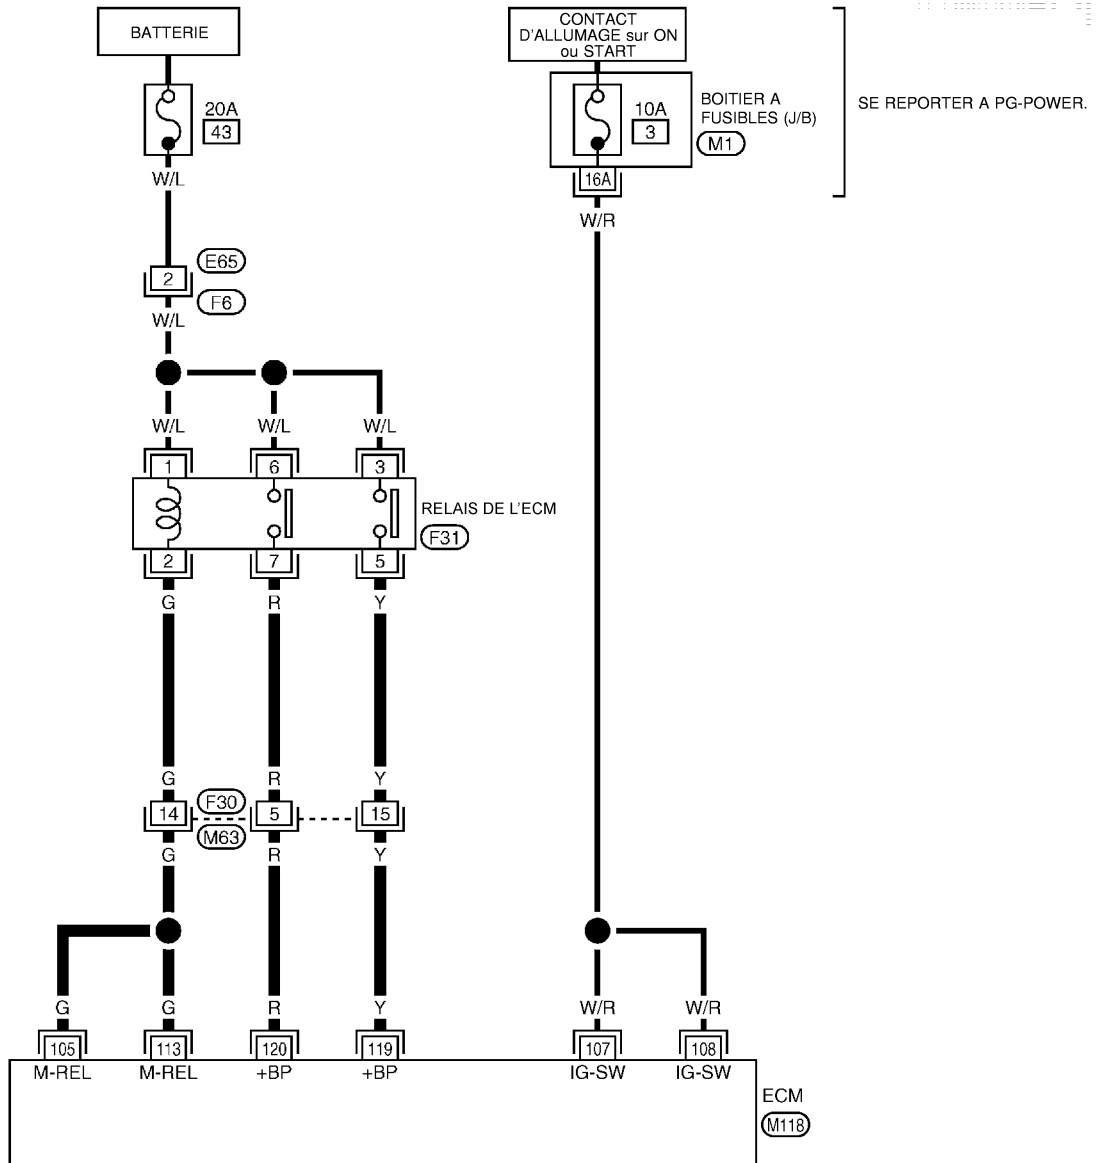 BATTERIE
CONTACT
D'ALLUMAGE sur ON
ou START
20A
43
10A
3
BOITIER A
FUSIBLES (J/B)
M1
SE REPORTER A PG-POWER.
W/L
16A
W/R
E65
2
F6
W/L
W/L W/L W/L
1 6 3
RELAIS DE L'ECM
F31
2 7 5
G R Y
G R Y
14 F30 5 15
M63
G R Y
G G R Y W/R W/R
105 113 120 119 107 108
M-REL M-REL +BP +BP IG-SW IG-SW
ECM
M118